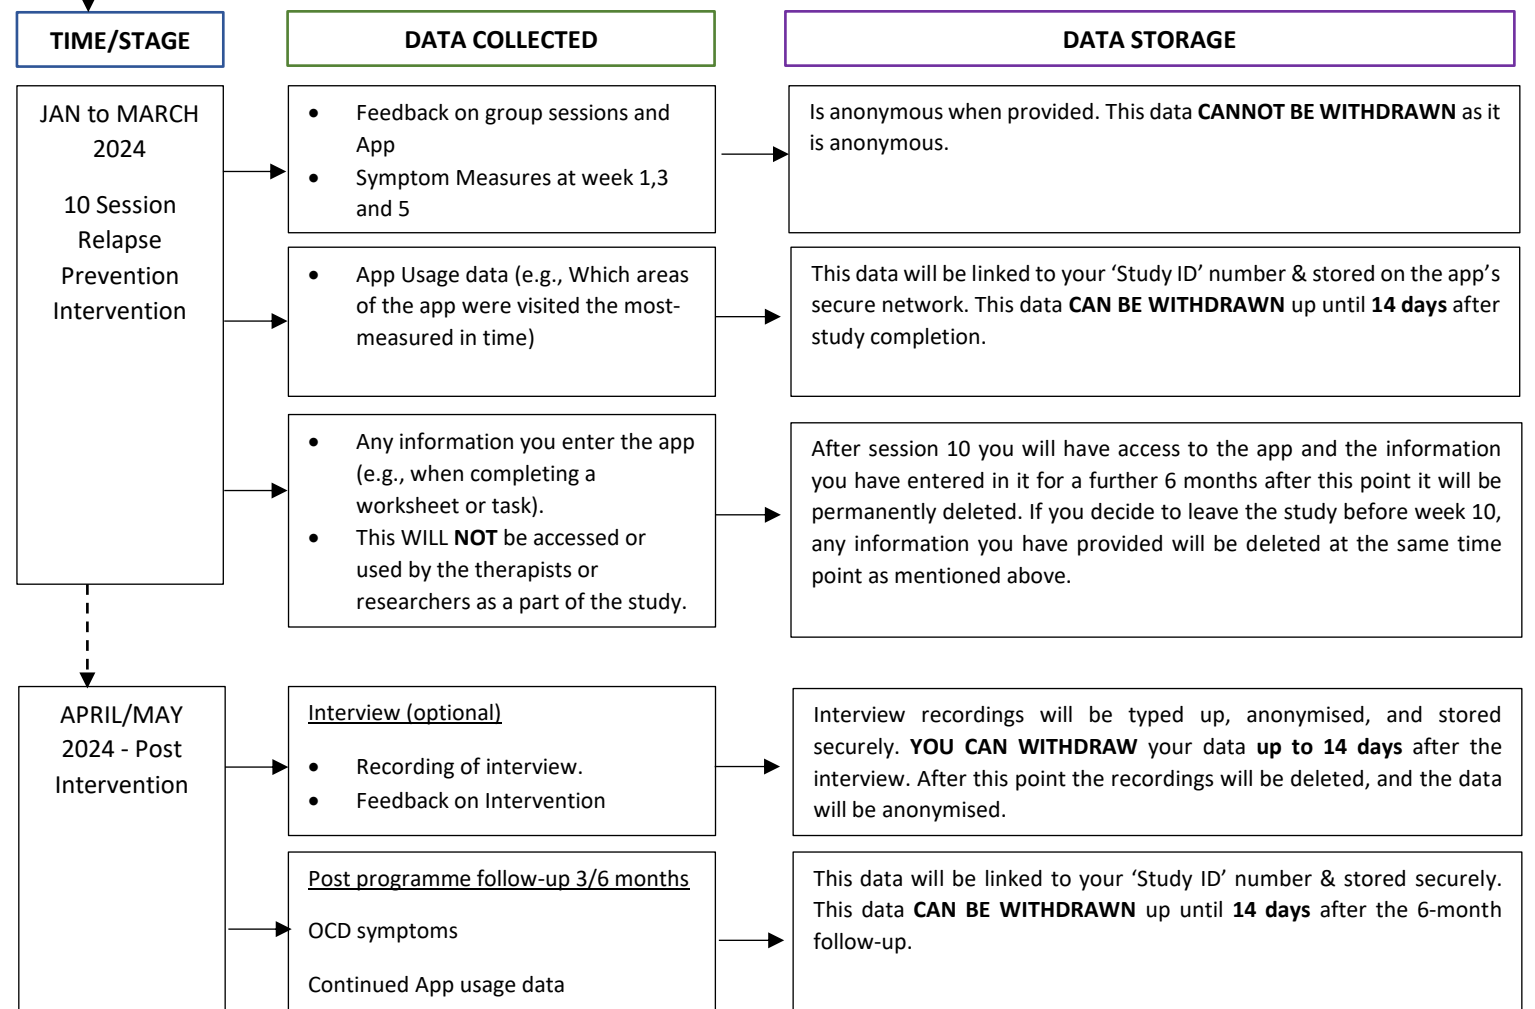 TIME/STAGE
DATA COLLECTED
DATA STORAGE
JAN to MARCH
2024
10 Session
Relapse
Prevention
Intervention
• Feedback on group sessions and
App
• Symptom Measures at week 1,3
and 5
Is anonymous when provided. This data CANNOT BE WITHDRAWN as it
is anonymous.
• App Usage data (e.g., Which areas
of the app were visited the most-
measured in time)
This data will be linked to your ‘Study ID’ number & stored on the app’s
secure network. This data CAN BE WITHDRAWN up until 14 days after
study completion.
• Any information you enter the app
(e.g., when completing a
worksheet or task).
• This WILL NOT be accessed or
used by the therapists or
researchers as a part of the study.
After session 10 you will have access to the app and the information
you have entered in it for a further 6 months after this point it will be
permanently deleted. If you decide to leave the study before week 10,
any information you have provided will be deleted at the same time
point as mentioned above.
APRIL/MAY
2024 - Post
Intervention
Interview (optional)
• Recording of interview.
• Feedback on Intervention
Interview recordings will be typed up, anonymised, and stored
securely. YOU CAN WITHDRAW your data up to 14 days after the
interview. After this point the recordings will be deleted, and the data
will be anonymised.
Post programme follow-up 3/6 months
OCD symptoms
Continued App usage data
This data will be linked to your ‘Study ID’ number & stored securely.
This data CAN BE WITHDRAWN up until 14 days after the 6-month
follow-up.